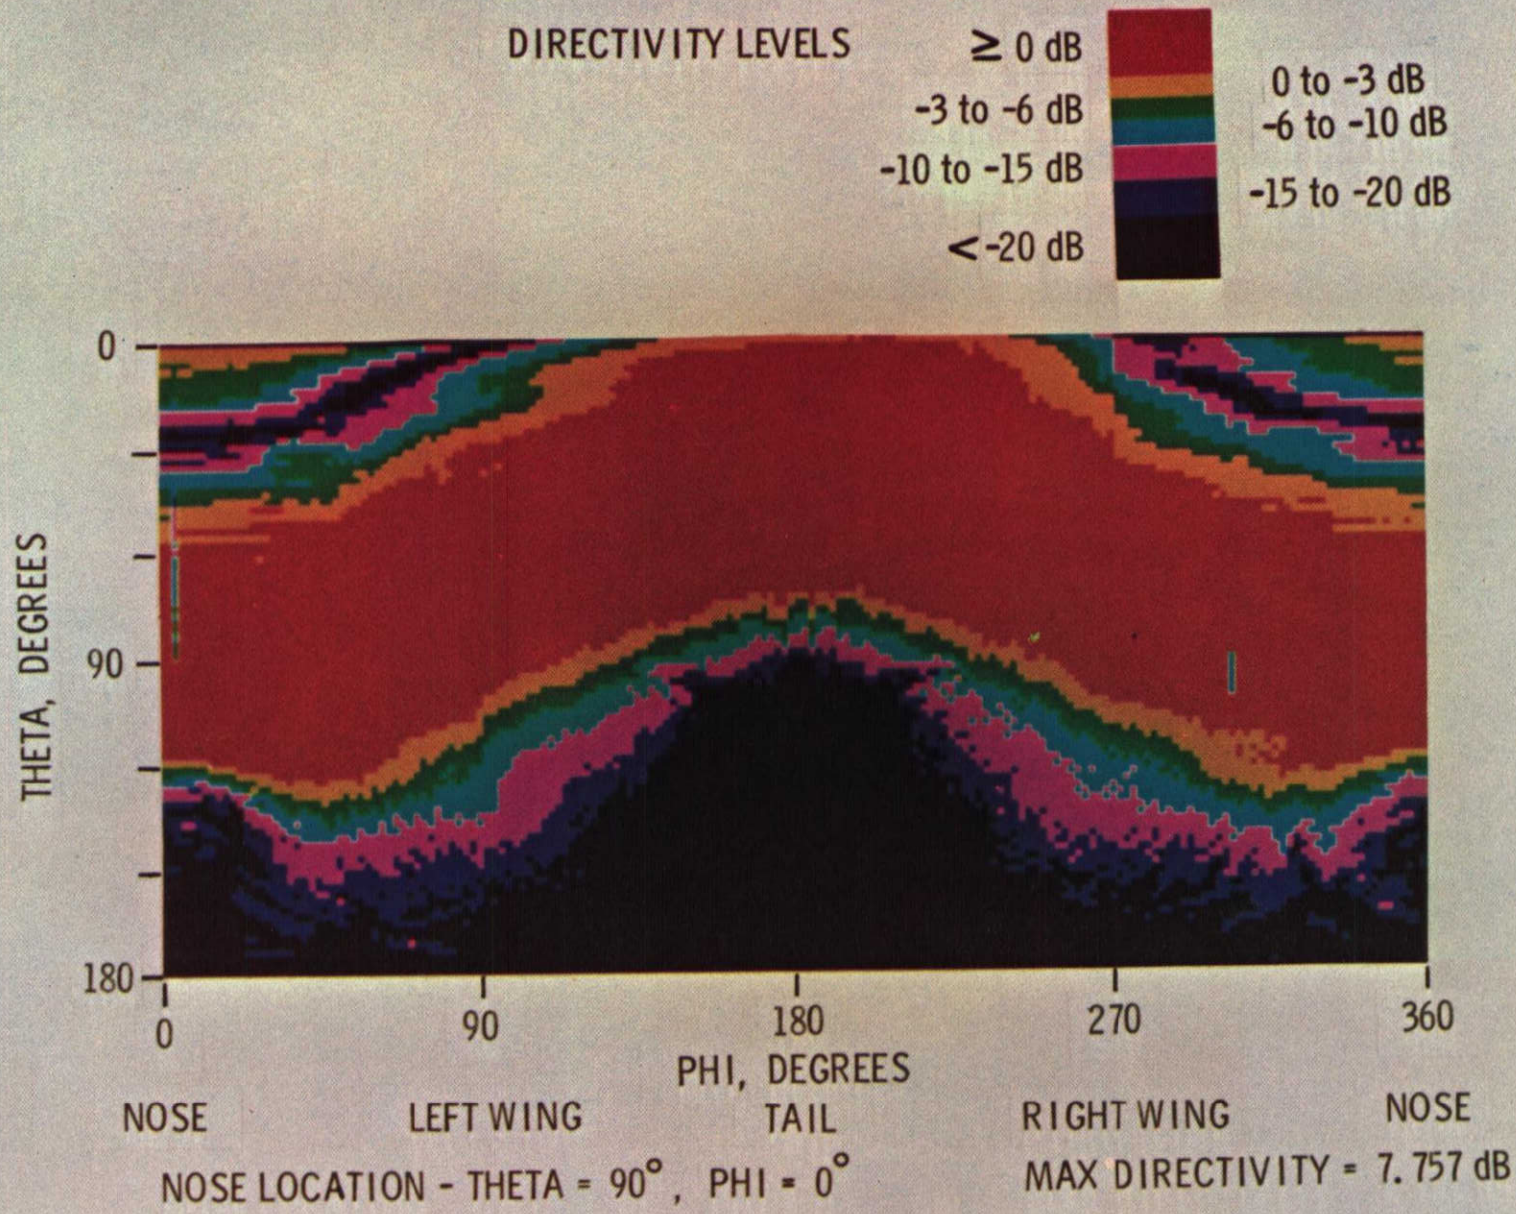 DIRECTIVITY LEVELS
≥ 0 dB
0 to -3 dB
-3 to -6 dB
-6 to -10 dB
-10 to -15 dB
-15 to -20 dB
< -20 dB
0
90
180
THETA, DEGREES
0
90
180
270
360
PHI, DEGREES
NOSE LEFT WING TAIL RIGHT WING NOSE
NOSE LOCATION - THETA = 90°, PHI = 0°
MAX DIRECTIVITY = 7.757 dB